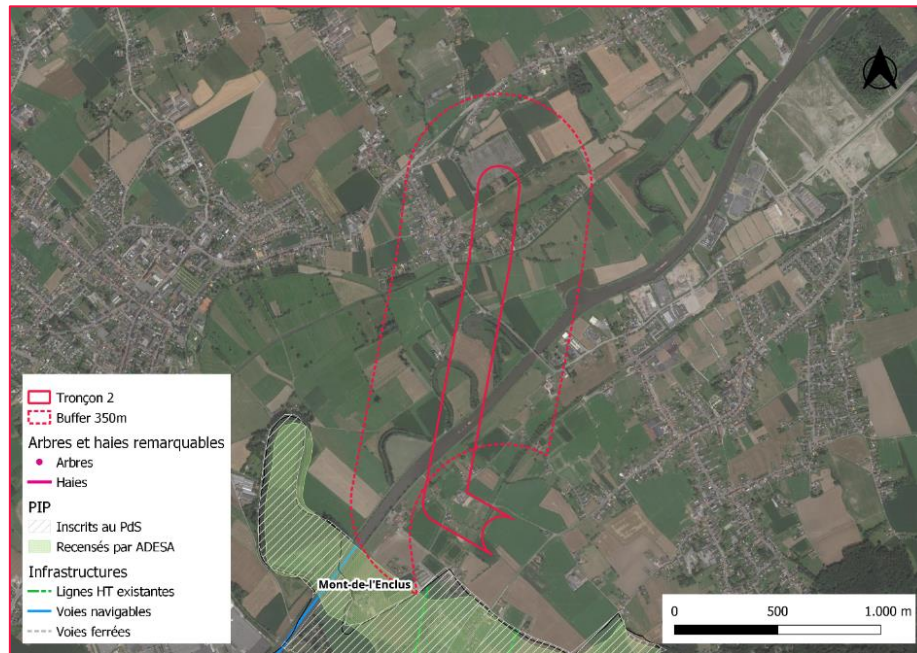 Tronçon 2
Buffer 350m
Arbres et haies remarquables
Arbres
Haies
PIP
Inscrits au PdS
Recensés par ADESA
Infrastructures
Lignes HT existantes
Voies navigables
Voies ferrées
Mont-de-l'Enclus
0 500 1.000 m